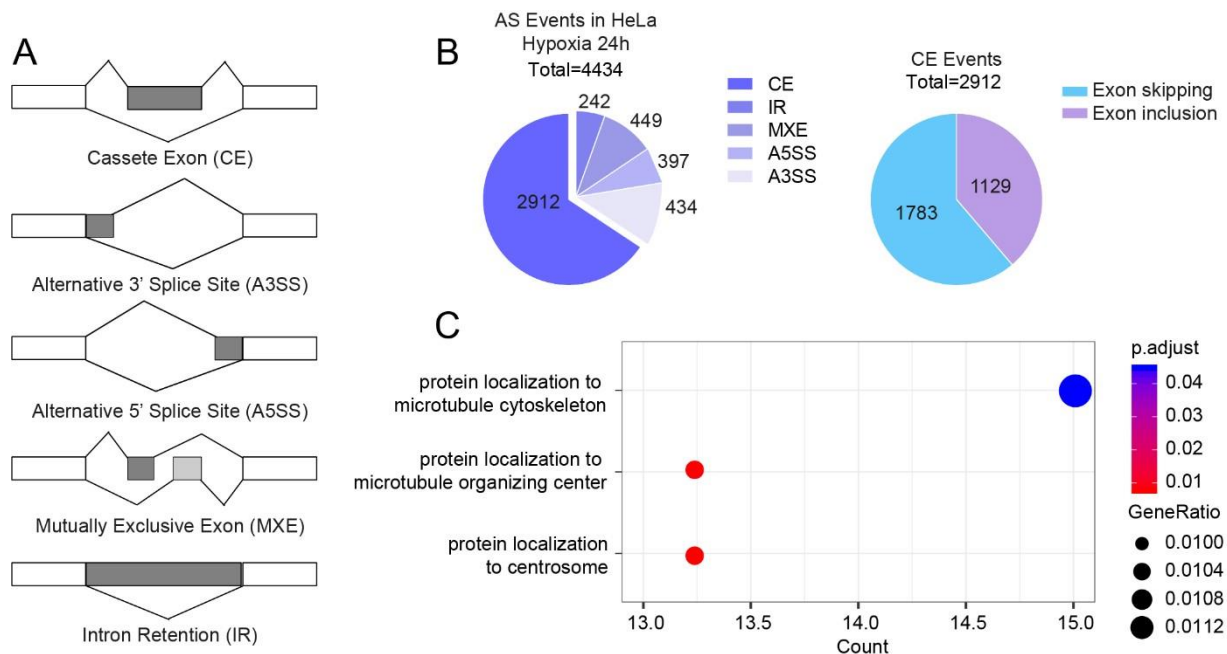 A
Cassete Exon (CE)
Alternative 3' Splice Site (A3SS)
Alternative 5' Splice Site (A5SS)
Mutually Exclusive Exon (MXE)
Intron Retention (IR)
B
AS Events in HeLa
Hypoxia 24h
Total=4434
2912
242
449
397
434
CE
IR
MXE
A5SS
A3SS
CE Events
Total=2912
1783
1129
Exon skipping
Exon inclusion
C
protein localization to
microtubule cytoskeleton
protein localization to
microtubule organizing center
protein localization
to centrosome
13.0
13.5
14.0
14.5
15.0
Count
p.adjust
0.04
0.03
0.02
0.01
GeneRatio
0.0100
0.0104
0.0108
0.0112